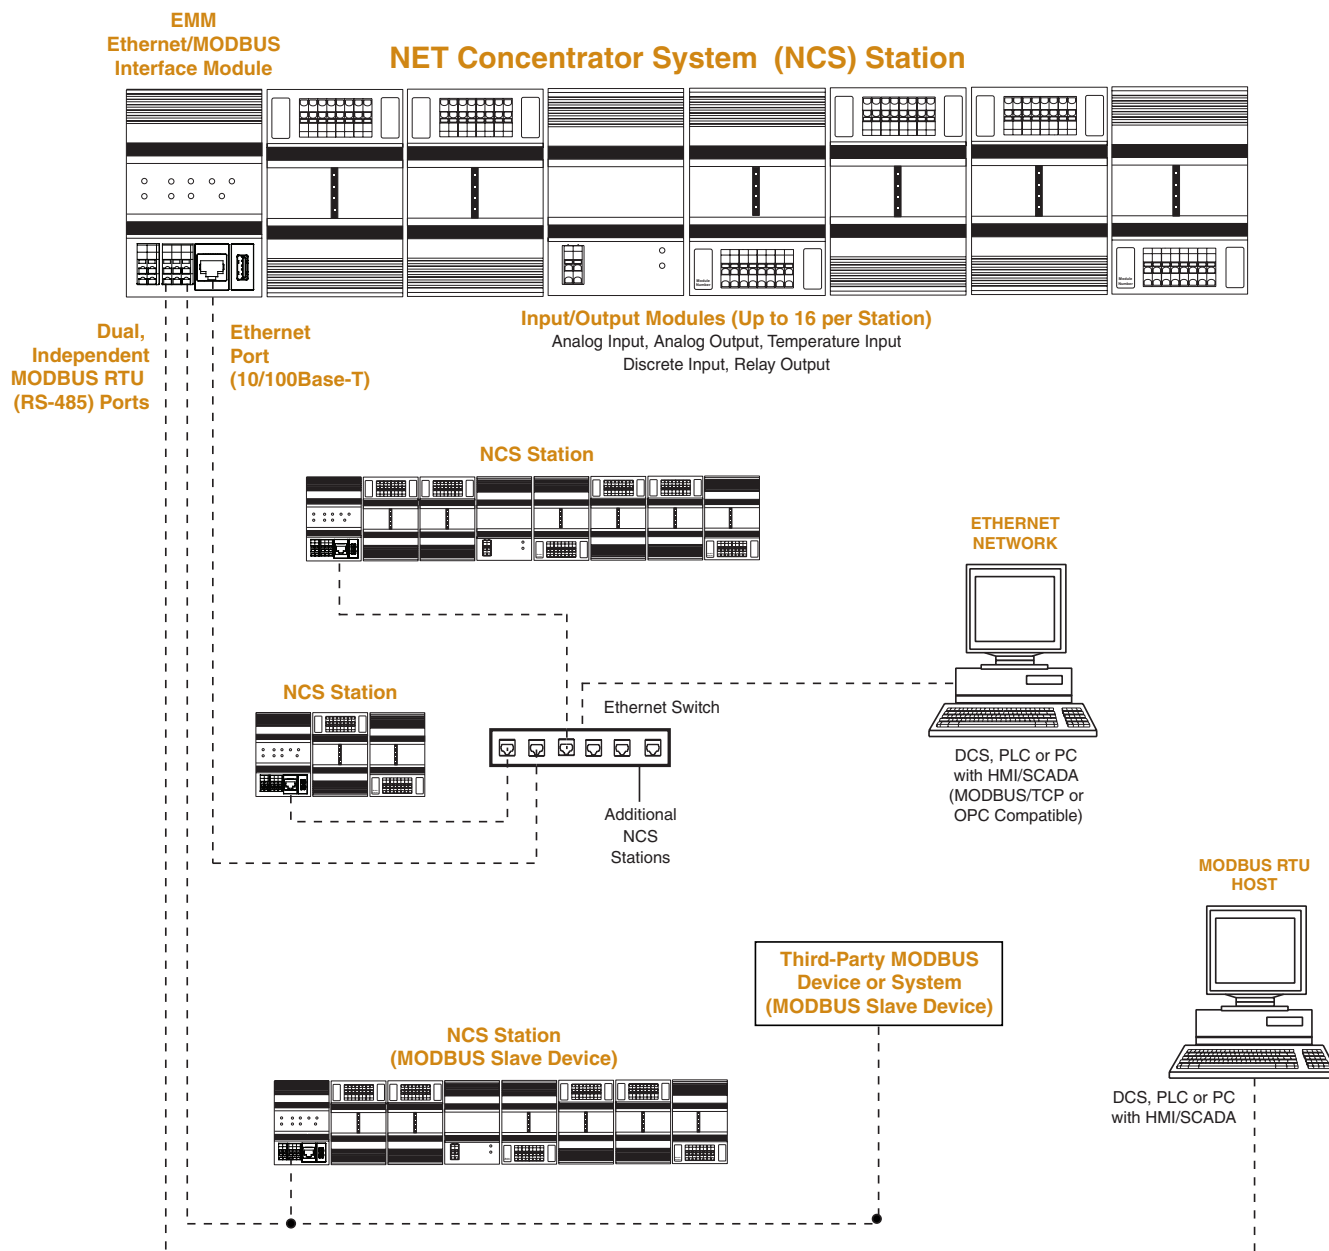 EMM
Ethernet/MODBUS
Interface Module
NET Concentrator System (NCS) Station
Module
Number
Module
Number
Dual,
Independent
MODBUS RTU
(RS-485) Ports
Ethernet
Port
(10/100Base-T)
Input/Output Modules (Up to 16 per Station)
Analog Input, Analog Output, Temperature Input
Discrete Input, Relay Output
NCS Station
ETHERNET
NETWORK
NCS Station
Ethernet Switch
DCS, PLC or PC
with HMI/SCADA
(MODBUS/TCP or
OPC Compatible)
Additional
NCS
Stations
MODBUS RTU
HOST
Third-Party MODBUS
Device or System
(MODBUS Slave Device)
NCS Station
(MODBUS Slave Device)
DCS, PLC or PC
with HMI/SCADA